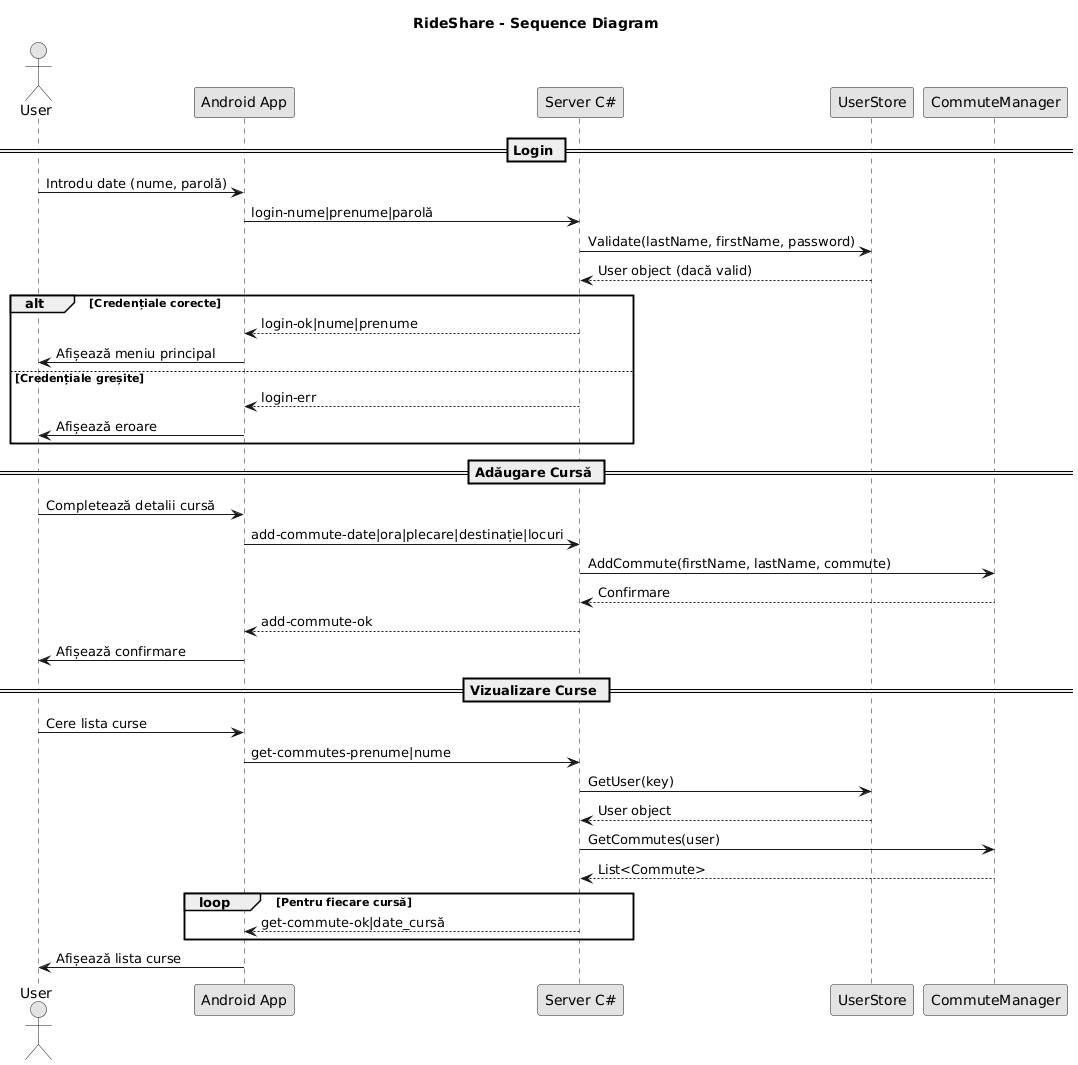 RideShare - Sequence Diagram
User
Android App
Server C#
UserStore
CommuteManager
Login
Introdu date (nume, parolă)
login-nume|prenume|parolă
Validate(lastName, firstName, password)
User object (dacă valid)
alt
[Credențiale corecte]
login-ok|nume|prenume
Afișează meniu principal
[Credențiale greșite]
login-err
Afișează eroare
Adăugare Cursă
Completează detalii cursă
add-commute-date|ora|plecare|destinație|locuri
AddCommute(firstName, lastName, commute)
Confirmare
add-commute-ok
Afișează confirmare
Vizualizare Curse
Cere lista curse
get-commutes-prenume|nume
GetUser(key)
User object
GetCommutes(user)
List<Commute>
loop
[Pentru fiecare cursă]
get-commute-ok|date_cursă
Afișează lista curse
User
Android App
Server C#
UserStore
CommuteManager